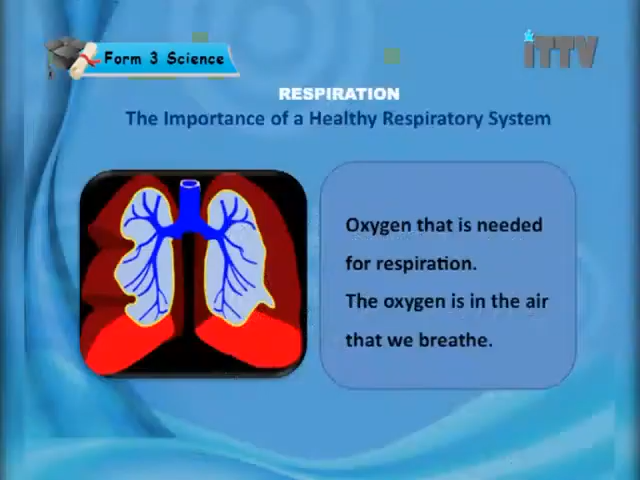 Form 3 Science
iTTV
RESPIRATION
The Importance of a Healthy Respiratory System
Oxygen that is needed
for respiration.
The oxygen is in the air
that we breathe.